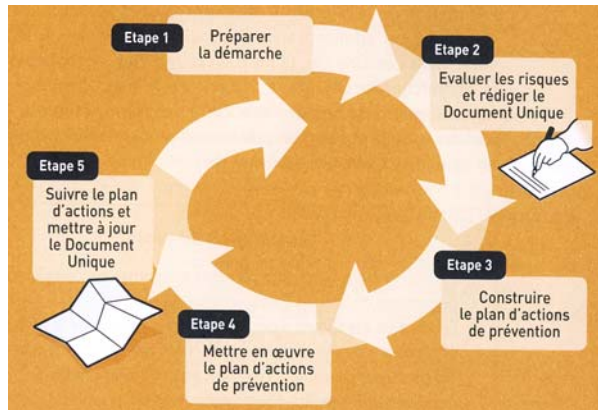 Etape 1
Préparer
la démarche
Etape 2
Evaluer les risques
et rédiger le
Document Unique
Etape 3
Construire
le plan d'actions
de prévention
Etape 4
Mettre en œuvre
le plan d'actions
de prévention
Etape 5
Suivre le plan
d'actions et
mettre à jour
le Document
Unique